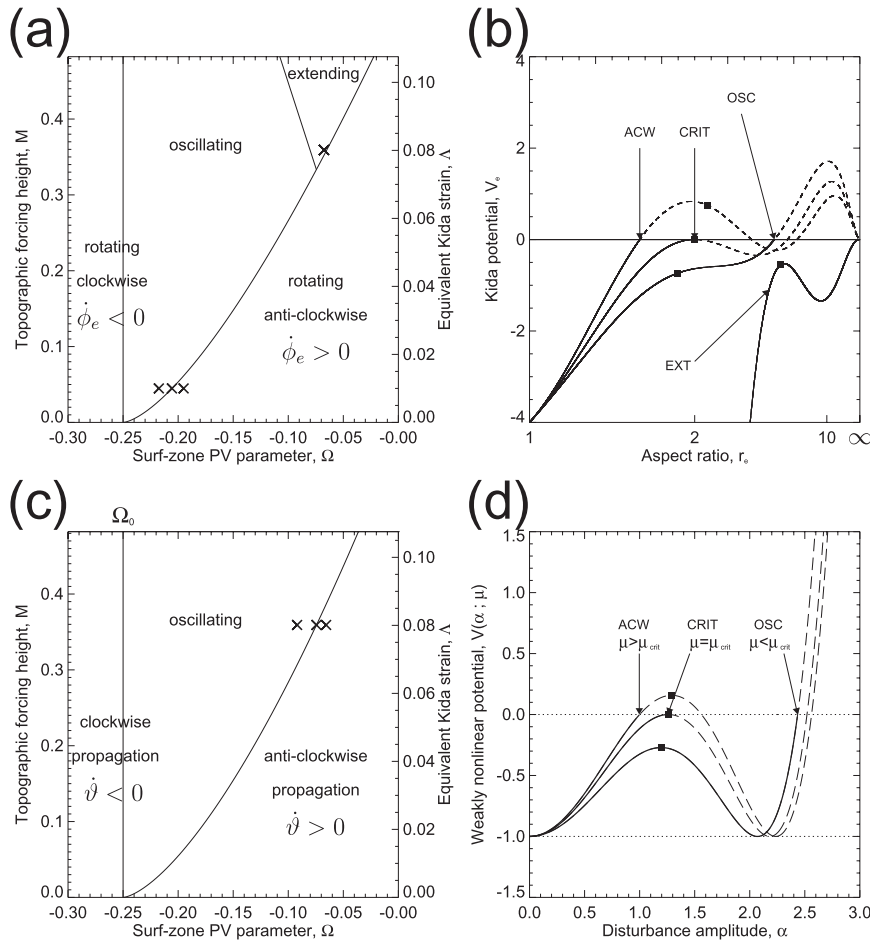 (a)
Topographic forcing height, M
0.4
0.3
0.2
0.1
0.0
extending
oscillating
rotating
clockwise
φ̇ₑ < 0
rotating
anti-clockwise
φ̇ₑ > 0
0.10
0.08
0.06
0.04
0.02
0.00
Equivalent Kida strain, Λ
-0.30 -0.25 -0.20 -0.15 -0.10 -0.05 -0.00
Surf-zone PV parameter, Ω
(b)
Kida potential, Vₑ
4
2
0
-2
-4
OSC
ACW CRIT
EXT
1 2 10 ∞
Aspect ratio, rₑ
(c)
Ω₀
Topographic forcing height, M
0.4
0.3
0.2
0.1
0.0
oscillating
clockwise
propagation
ϑ̇ < 0
anti-clockwise
propagation
ϑ̇ > 0
0.10
0.08
0.06
0.04
0.02
0.00
Equivalent Kida strain, Λ
-0.30 -0.25 -0.20 -0.15 -0.10 -0.05 -0.00
Surf-zone PV parameter, Ω
(d)
Weakly nonlinear potential, V(α ; μ)
1.5
1.0
0.5
0.0
-0.5
-1.0
-1.5
ACW CRIT OSC
μ>μcrit μ=μcrit μ<μcrit
0.0 0.5 1.0 1.5 2.0 2.5 3.0
Disturbance amplitude, α